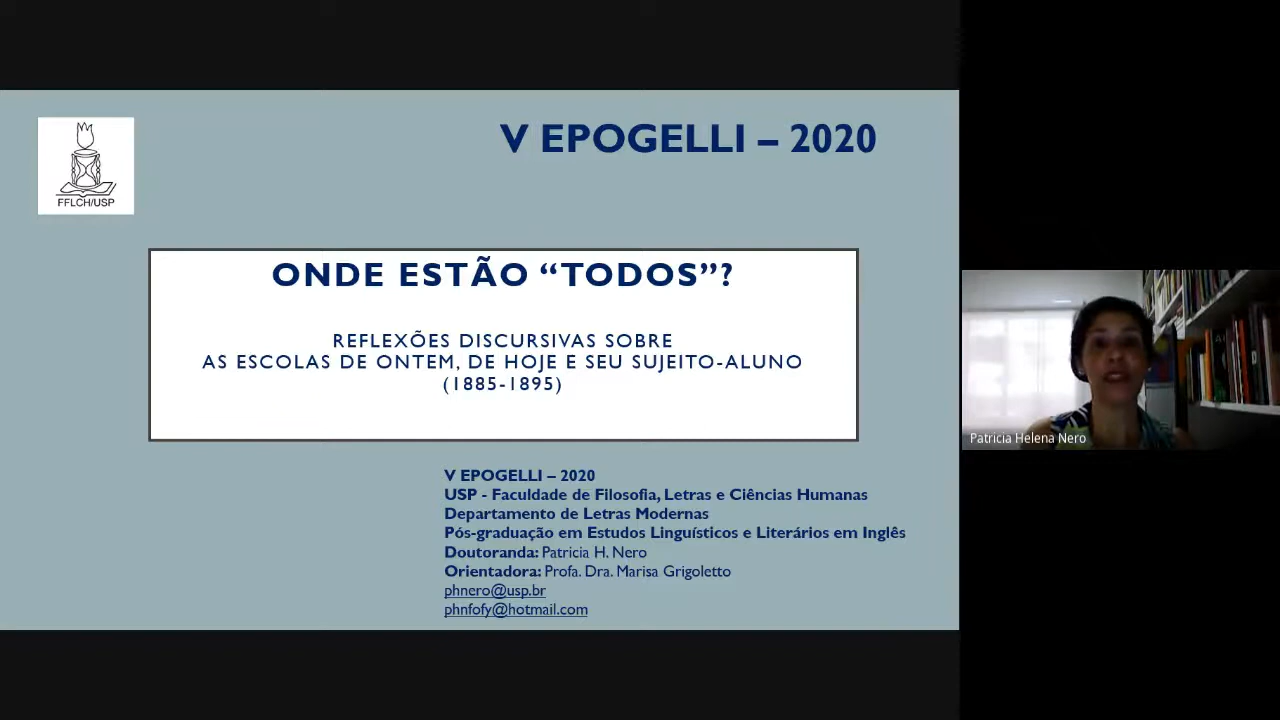 V EPOGELLI – 2020
FFLCH/USP
ONDE ESTÃO “TODOS”?
REFLEXÕES DISCURSIVAS SOBRE
AS ESCOLAS DE ONTEM, DE HOJE E SEU SUJEITO-ALUNO
(1885-1895)
V EPOGELLI – 2020
USP - Faculdade de Filosofia, Letras e Ciências Humanas
Departamento de Letras Modernas
Pós-graduação em Estudos Linguísticos e Literários em Inglês
Doutoranda: Patricia H. Nero
Orientadora: Profa. Dra. Marisa Grigoletto
phnero@usp.br
phnfofy@hotmail.com
Patricia Helena Nero